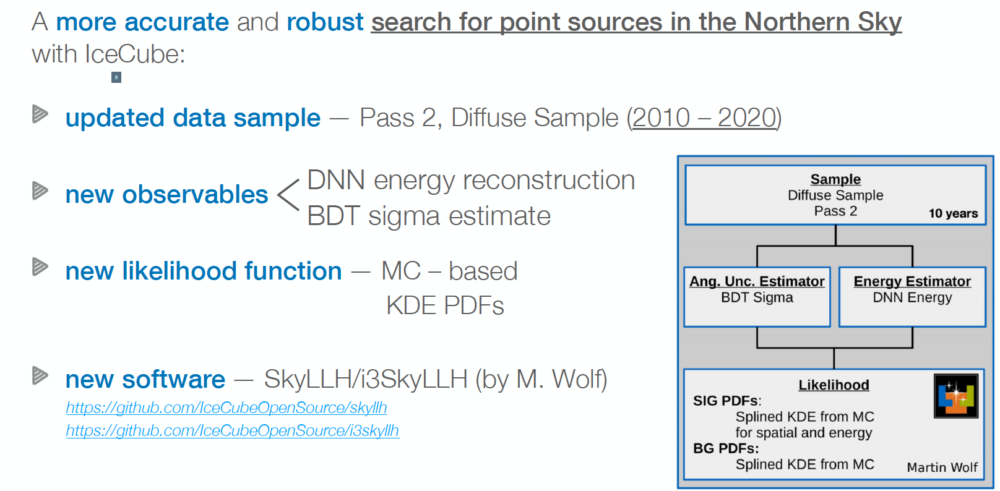 A more accurate and robust search for point sources in the Northern Sky
with IceCube:
updated data sample — Pass 2, Diffuse Sample (2010 – 2020)
new observables
DNN energy reconstruction
BDT sigma estimate
new likelihood function — MC – based
KDE PDFs
new software — SkyLLH/i3SkyLLH (by M. Wolf)
https://github.com/IceCubeOpenSource/skyllh
https://github.com/IceCubeOpenSource/i3skyllh
Sample
Diffuse Sample
Pass 2
10 years
Ang. Unc. Estimator
BDT Sigma
Energy Estimator
DNN Energy
Likelihood
SIG PDFs:
Splined KDE from MC
for spatial and energy
BG PDFs:
Splined KDE from MC
Martin Wolf